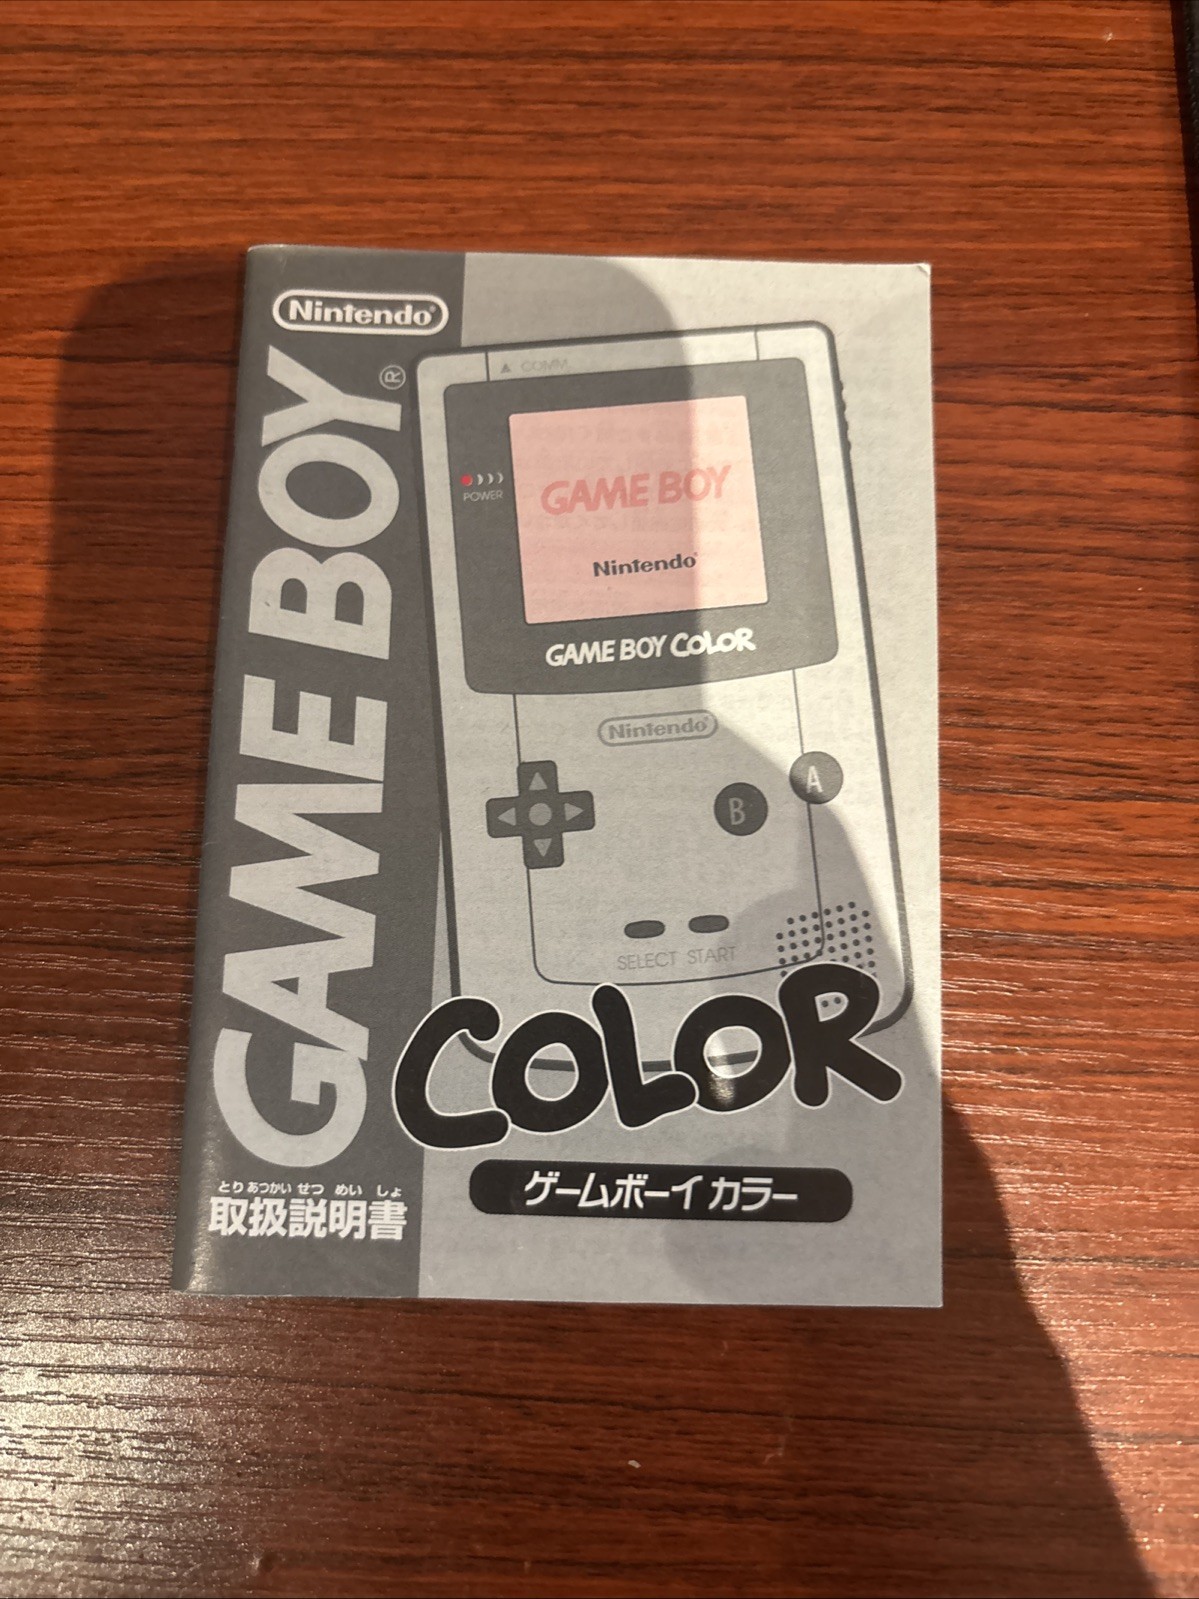 Nintendo®
GAME BOY®
▲ COMM.
POWER
GAME BOY
Nintendo®
GAME BOY COLOR
Nintendo®
A
B
SELECT START
COLOR
ゲームボーイ カラー
とりあつかい せつ めい しょ
取扱説明書